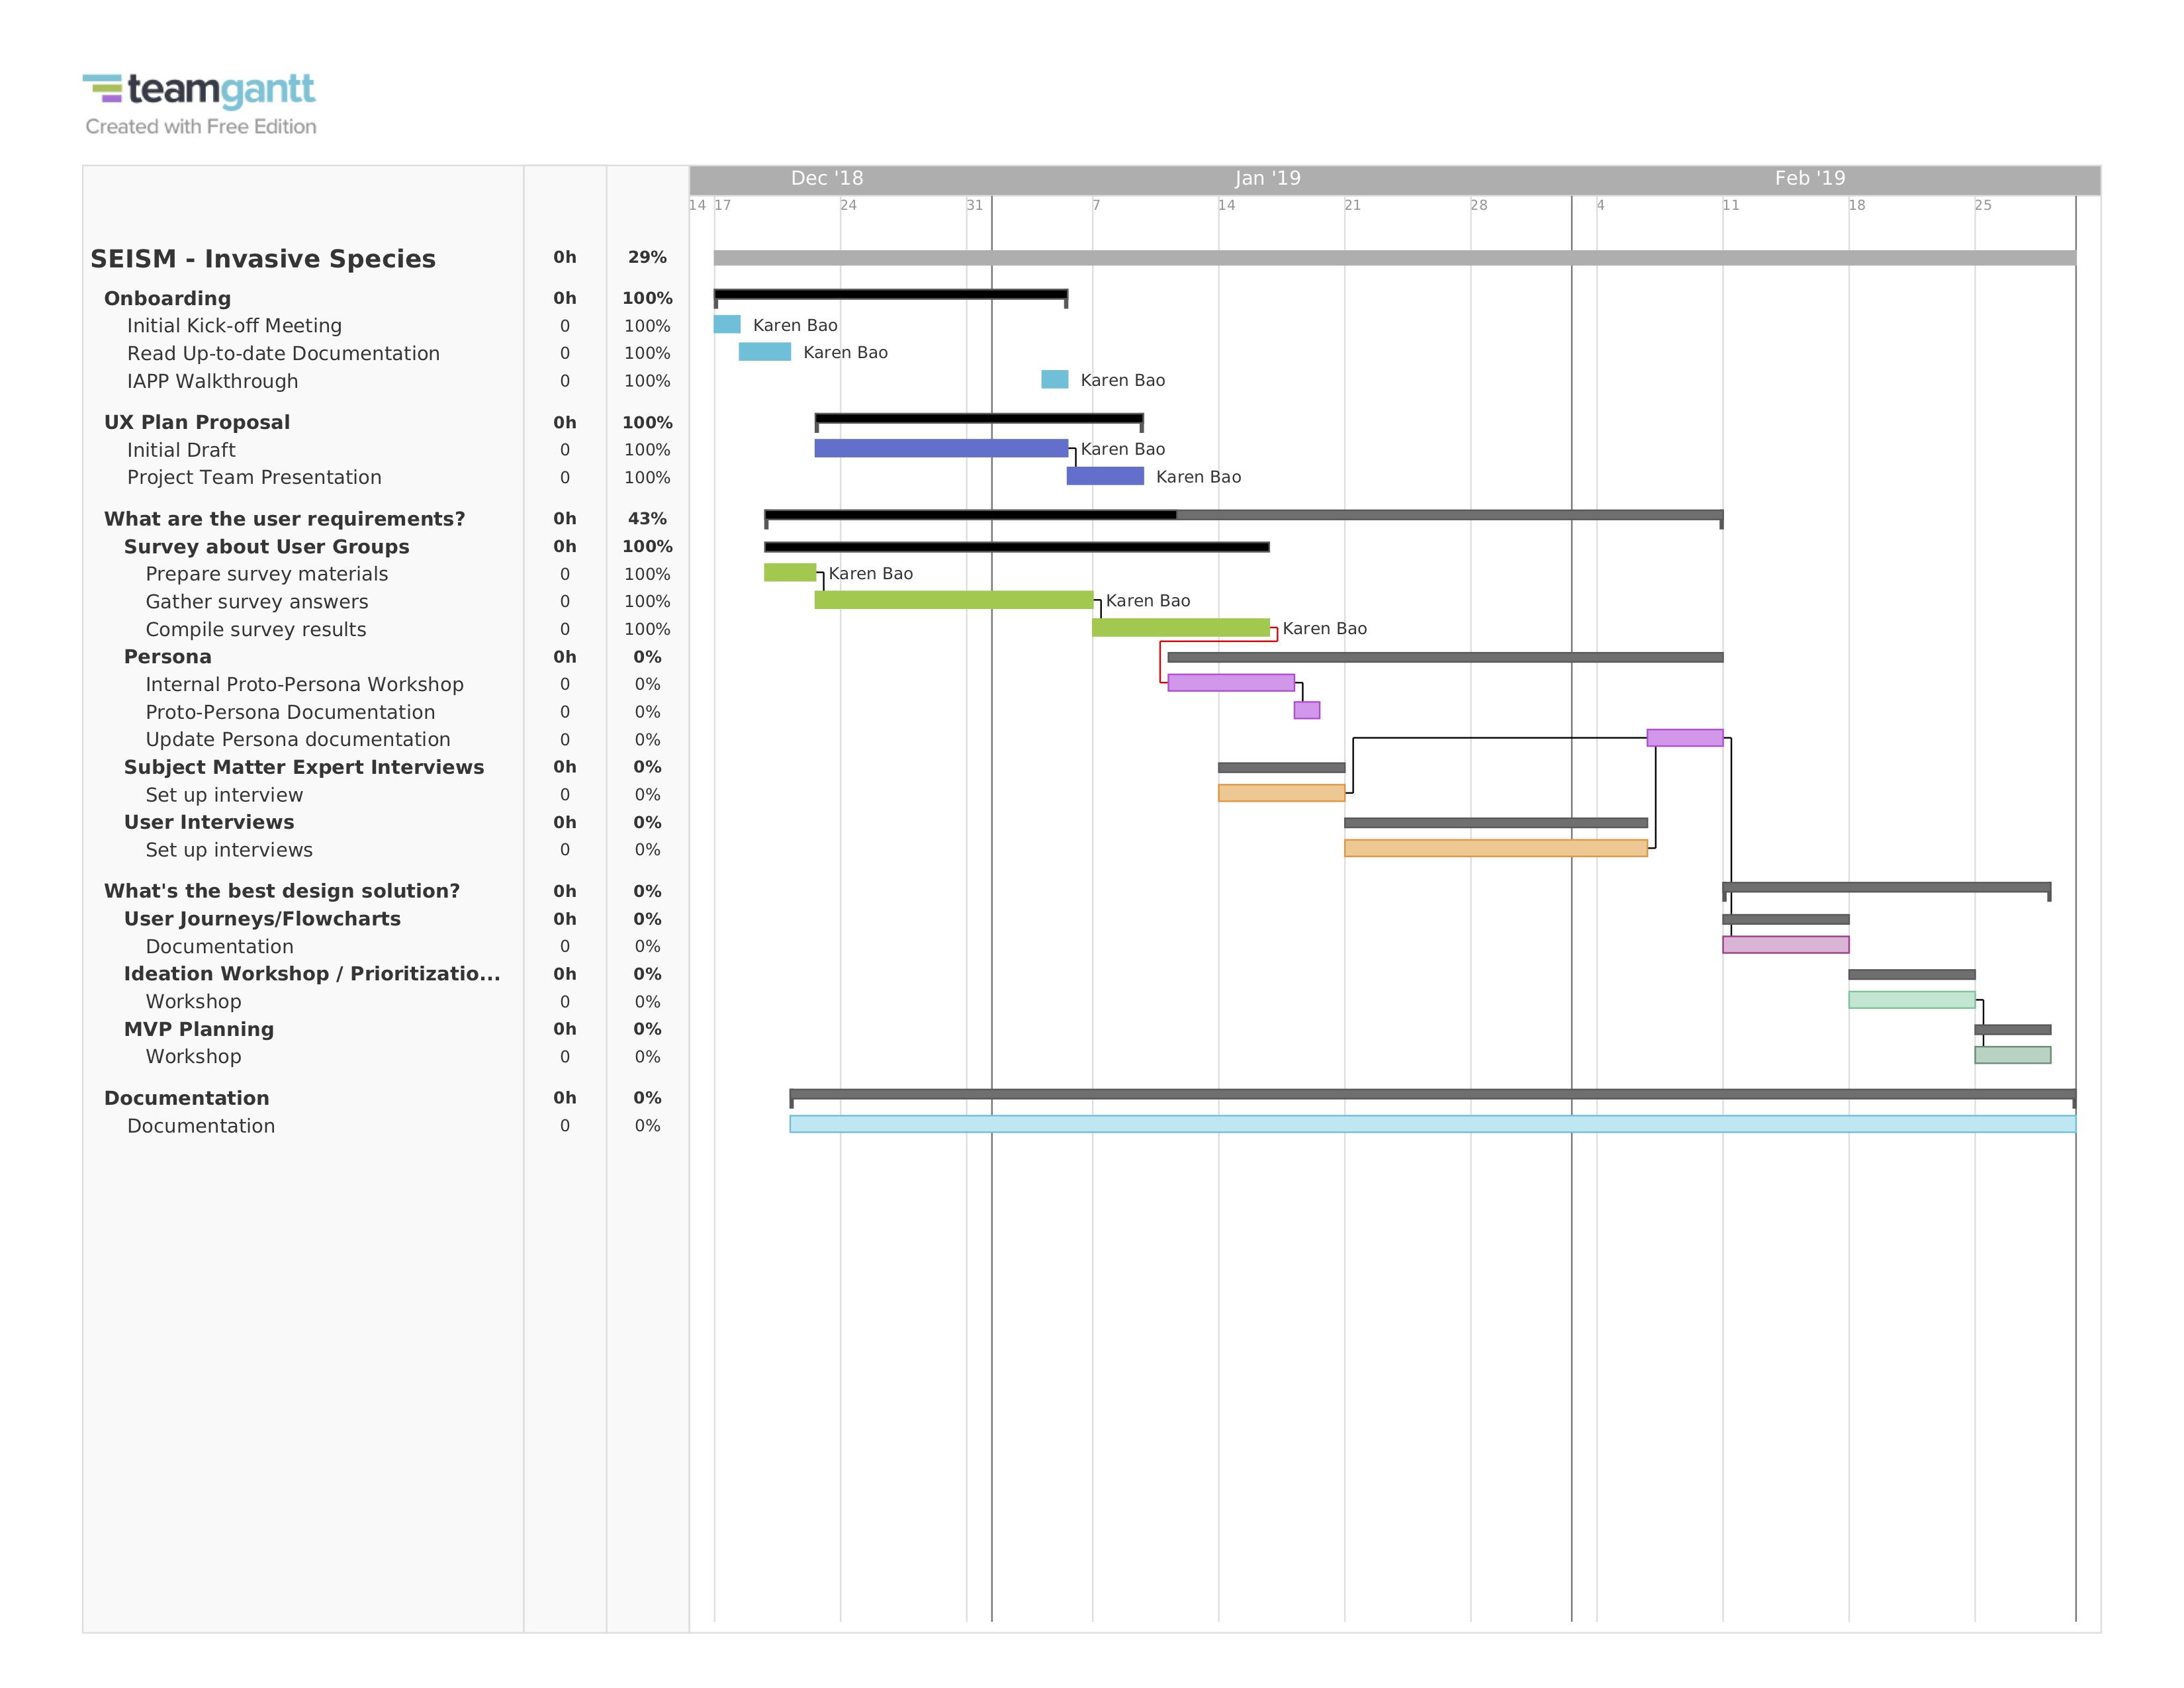 teamgantt
Created with Free Edition
Dec '18 Jan '19 Feb '19
14 17 24 31 7 14 21 28 4 11 18 25
SEISM - Invasive Species 0h 29%
Onboarding 0h 100%
Initial Kick-off Meeting 0 100% Karen Bao
Read Up-to-date Documentation 0 100% Karen Bao
IAPP Walkthrough 0 100% Karen Bao
UX Plan Proposal 0h 100%
Initial Draft 0 100% Karen Bao
Project Team Presentation 0 100% Karen Bao
What are the user requirements? 0h 43%
Survey about User Groups 0h 100%
Prepare survey materials 0 100% Karen Bao
Gather survey answers 0 100% Karen Bao
Compile survey results 0 100% Karen Bao
Persona 0h 0%
Internal Proto-Persona Workshop 0 0%
Proto-Persona Documentation 0 0%
Update Persona documentation 0 0%
Subject Matter Expert Interviews 0h 0%
Set up interview 0 0%
User Interviews 0h 0%
Set up interviews 0 0%
What's the best design solution? 0h 0%
User Journeys/Flowcharts 0h 0%
Documentation 0 0%
Ideation Workshop / Prioritizatio... 0h 0%
Workshop 0 0%
MVP Planning 0h 0%
Workshop 0 0%
Documentation 0h 0%
Documentation 0 0%